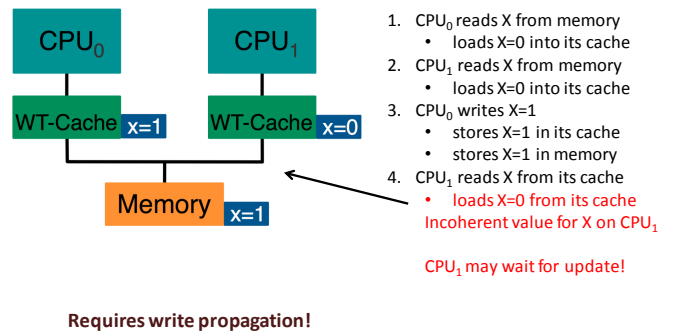 CPU0 CPU1
WT-Cache x=1 WT-Cache x=0
Memory x=1
1. CPU0 reads X from memory
• loads X=0 into its cache
2. CPU1 reads X from memory
• loads X=0 into its cache
3. CPU0 writes X=1
• stores X=1 in its cache
• stores X=1 in memory
4. CPU1 reads X from its cache
• loads X=0 from its cache
Incoherent value for X on CPU1
CPU1 may wait for update!
Requires write propagation!